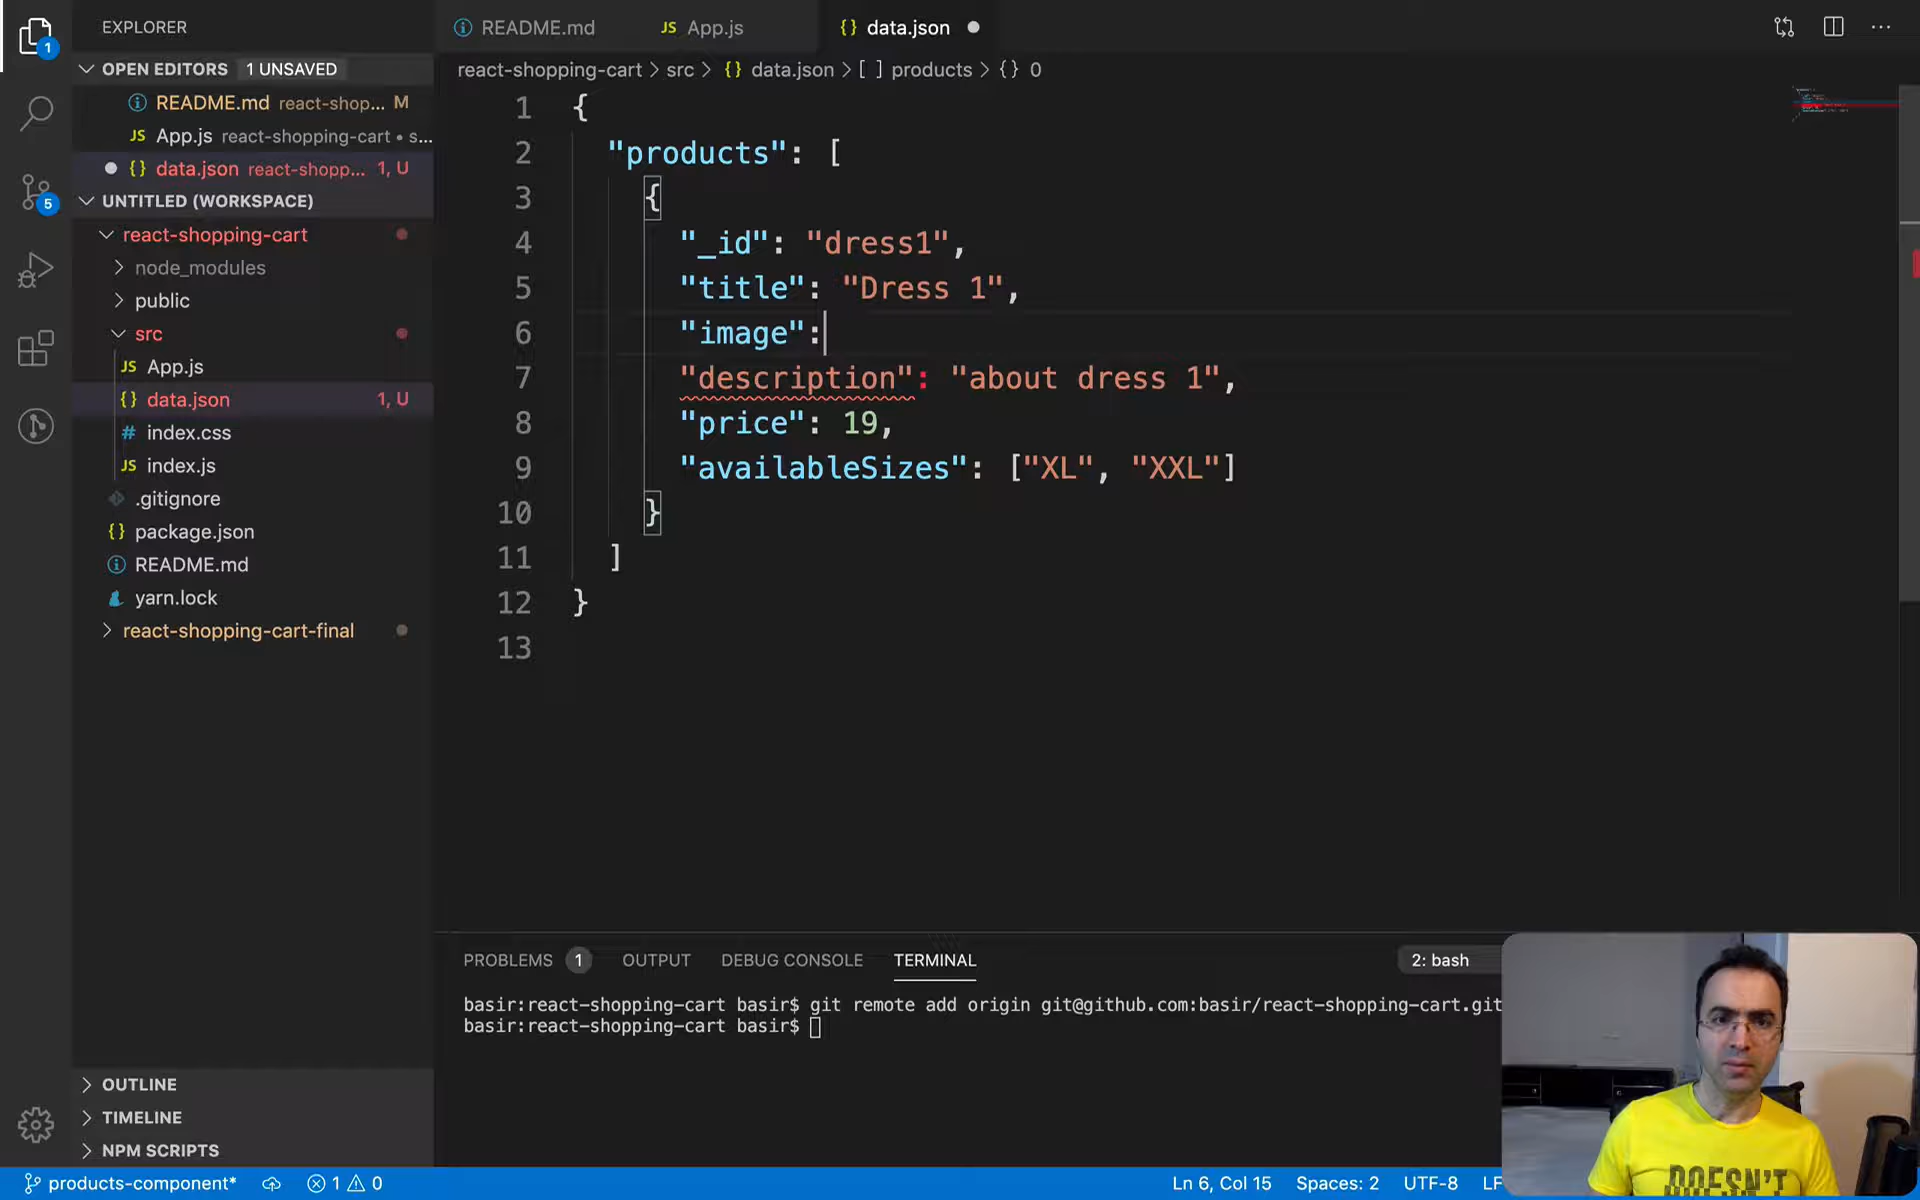 EXPLORER
README.md
JS App.js
{} data.json
OPEN EDITORS 1 UNSAVED
README.md react-shop... M
JS App.js react-shopping-cart • s...
{} data.json react-shopp... 1, U
UNTITLED (WORKSPACE)
react-shopping-cart
node_modules
public
src
JS App.js
{} data.json 1, U
# index.css
JS index.js
.gitignore
{} package.json
README.md
yarn.lock
react-shopping-cart-final
OUTLINE
TIMELINE
NPM SCRIPTS
1
5
react-shopping-cart > src > {} data.json > [ ] products > {} 0
1 {
2 "products": [
3 {
4 "_id": "dress1",
5 "title": "Dress 1",
6 "image":
7 "description": "about dress 1",
8 "price": 19,
9 "availableSizes": ["XL", "XXL"]
10 }
11 ]
12 }
13
PROBLEMS 1 OUTPUT DEBUG CONSOLE TERMINAL 2: bash
basir:react-shopping-cart basir$ git remote add origin git@github.com:basir/react-shopping-cart.git
basir:react-shopping-cart basir$
DOESN'T
products-component* 1 0 Ln 6, Col 15 Spaces: 2 UTF-8 LF